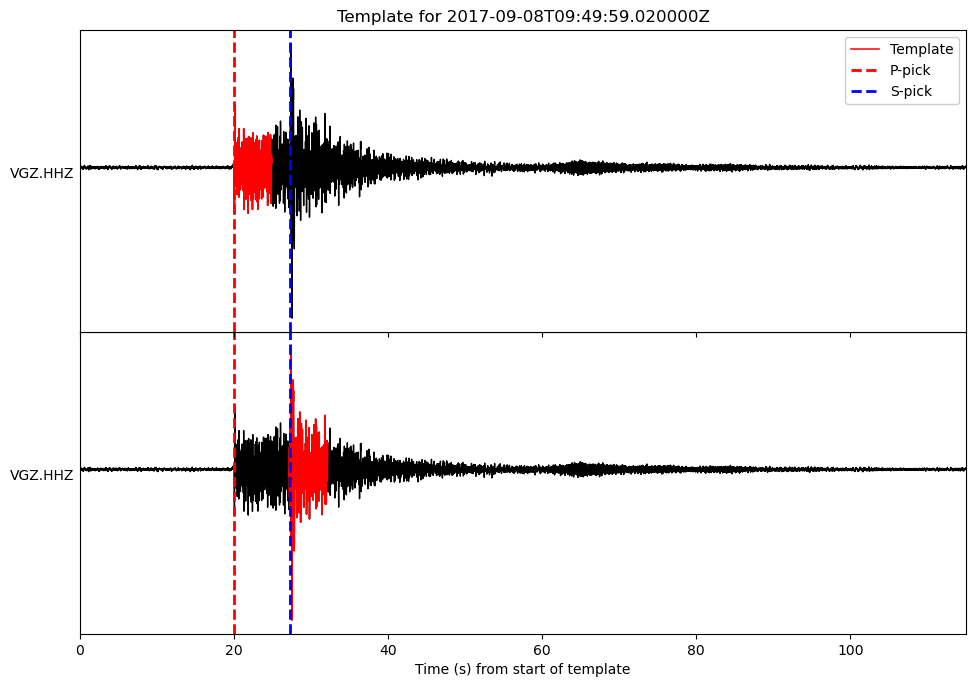 Template for 2017-09-08T09:49:59.020000Z
Template
P-pick
S-pick
VGZ.HHZ
VGZ.HHZ
0 20 40 60 80 100
Time (s) from start of template